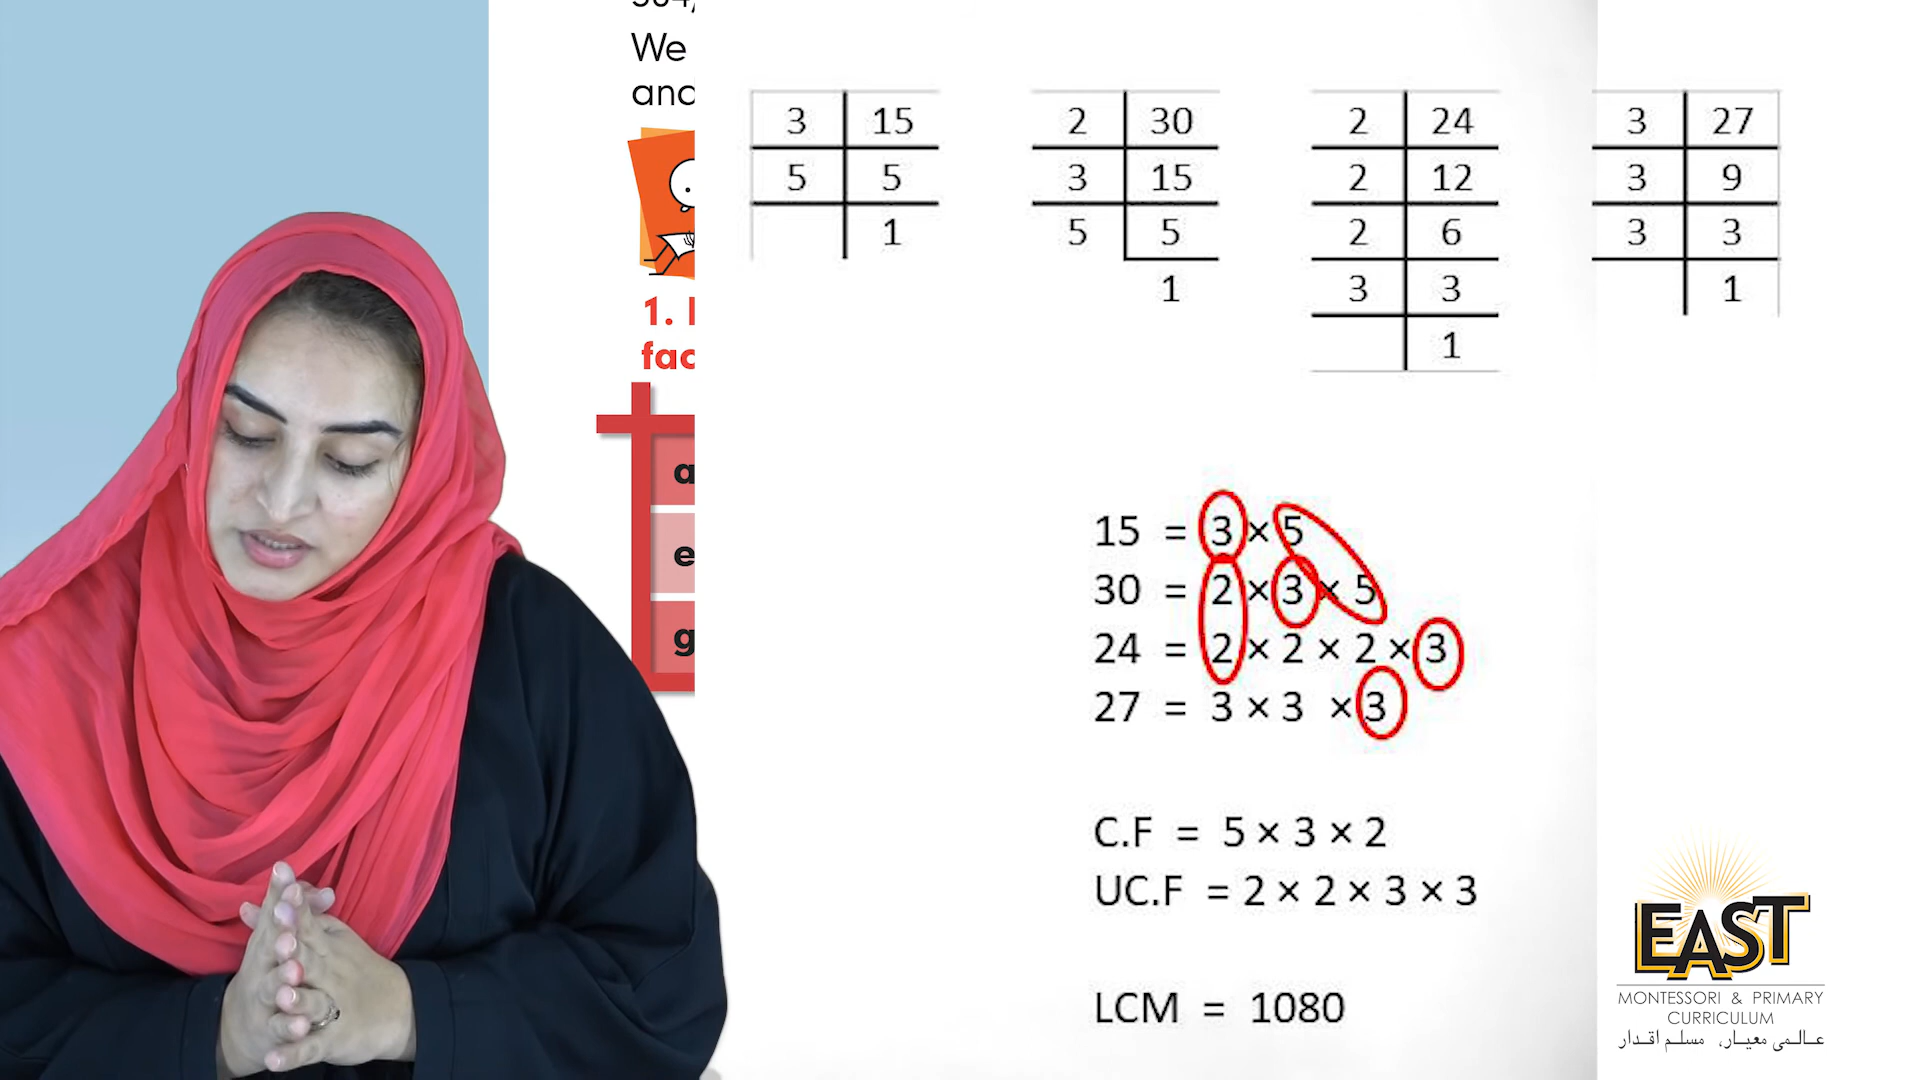 We
and
1.
fac
a
e
g
3 15
5 5
1
2 30
3 15
5 5
1
2 24
2 12
2 6
3 3
1
3 27
3 9
3 3
1
15 = 3 × 5
30 = 2 × 3 × 5
24 = 2 × 2 × 2 × 3
27 = 3 × 3 × 3
C.F = 5 × 3 × 2
UC.F = 2 × 2 × 3 × 3
LCM = 1080
EAST
MONTESSORI & PRIMARY
CURRICULUM
عالمی معیار، مسلم اقدار